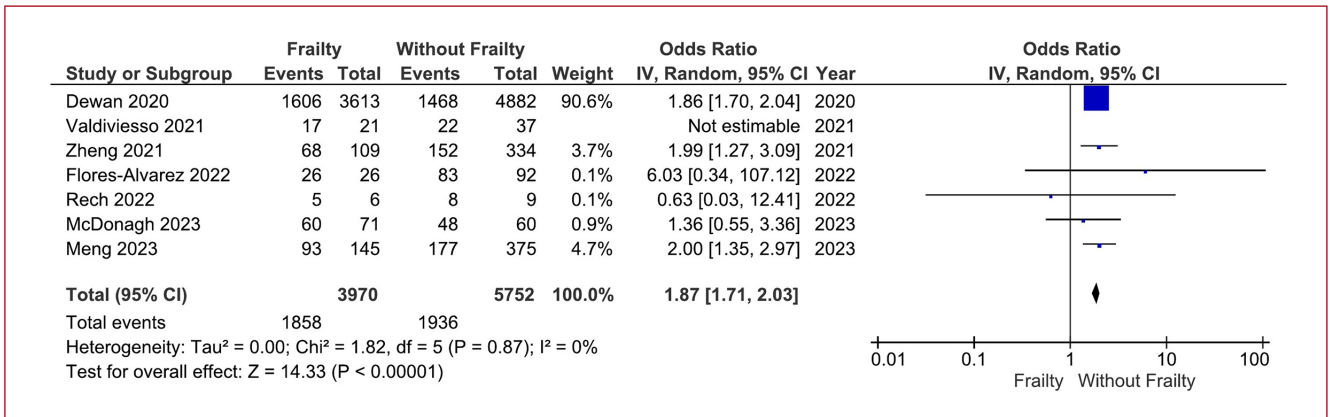 Frailty Without Frailty Odds Ratio Odds Ratio
Study or Subgroup Events Total Events Total Weight IV, Random, 95% CI Year IV, Random, 95% CI
Dewan 2020 1606 3613 1468 4882 90.6% 1.86 [1.70, 2.04] 2020
Valdiviesso 2021 17 21 22 37 Not estimable 2021
Zheng 2021 68 109 152 334 3.7% 1.99 [1.27, 3.09] 2021
Flores-Alvarez 2022 26 26 83 92 0.1% 6.03 [0.34, 107.12] 2022
Rech 2022 5 6 8 9 0.1% 0.63 [0.03, 12.41] 2022
McDonagh 2023 60 71 48 60 0.9% 1.36 [0.55, 3.36] 2023
Meng 2023 93 145 177 375 4.7% 2.00 [1.35, 2.97] 2023
Total (95% CI) 3970 5752 100.0% 1.87 [1.71, 2.03]
Total events 1858 1936
Heterogeneity: Tau² = 0.00; Chi² = 1.82, df = 5 (P = 0.87); I² = 0%
Test for overall effect: Z = 14.33 (P < 0.00001)
0.01 0.1 1 10 100
Frailty Without Frailty